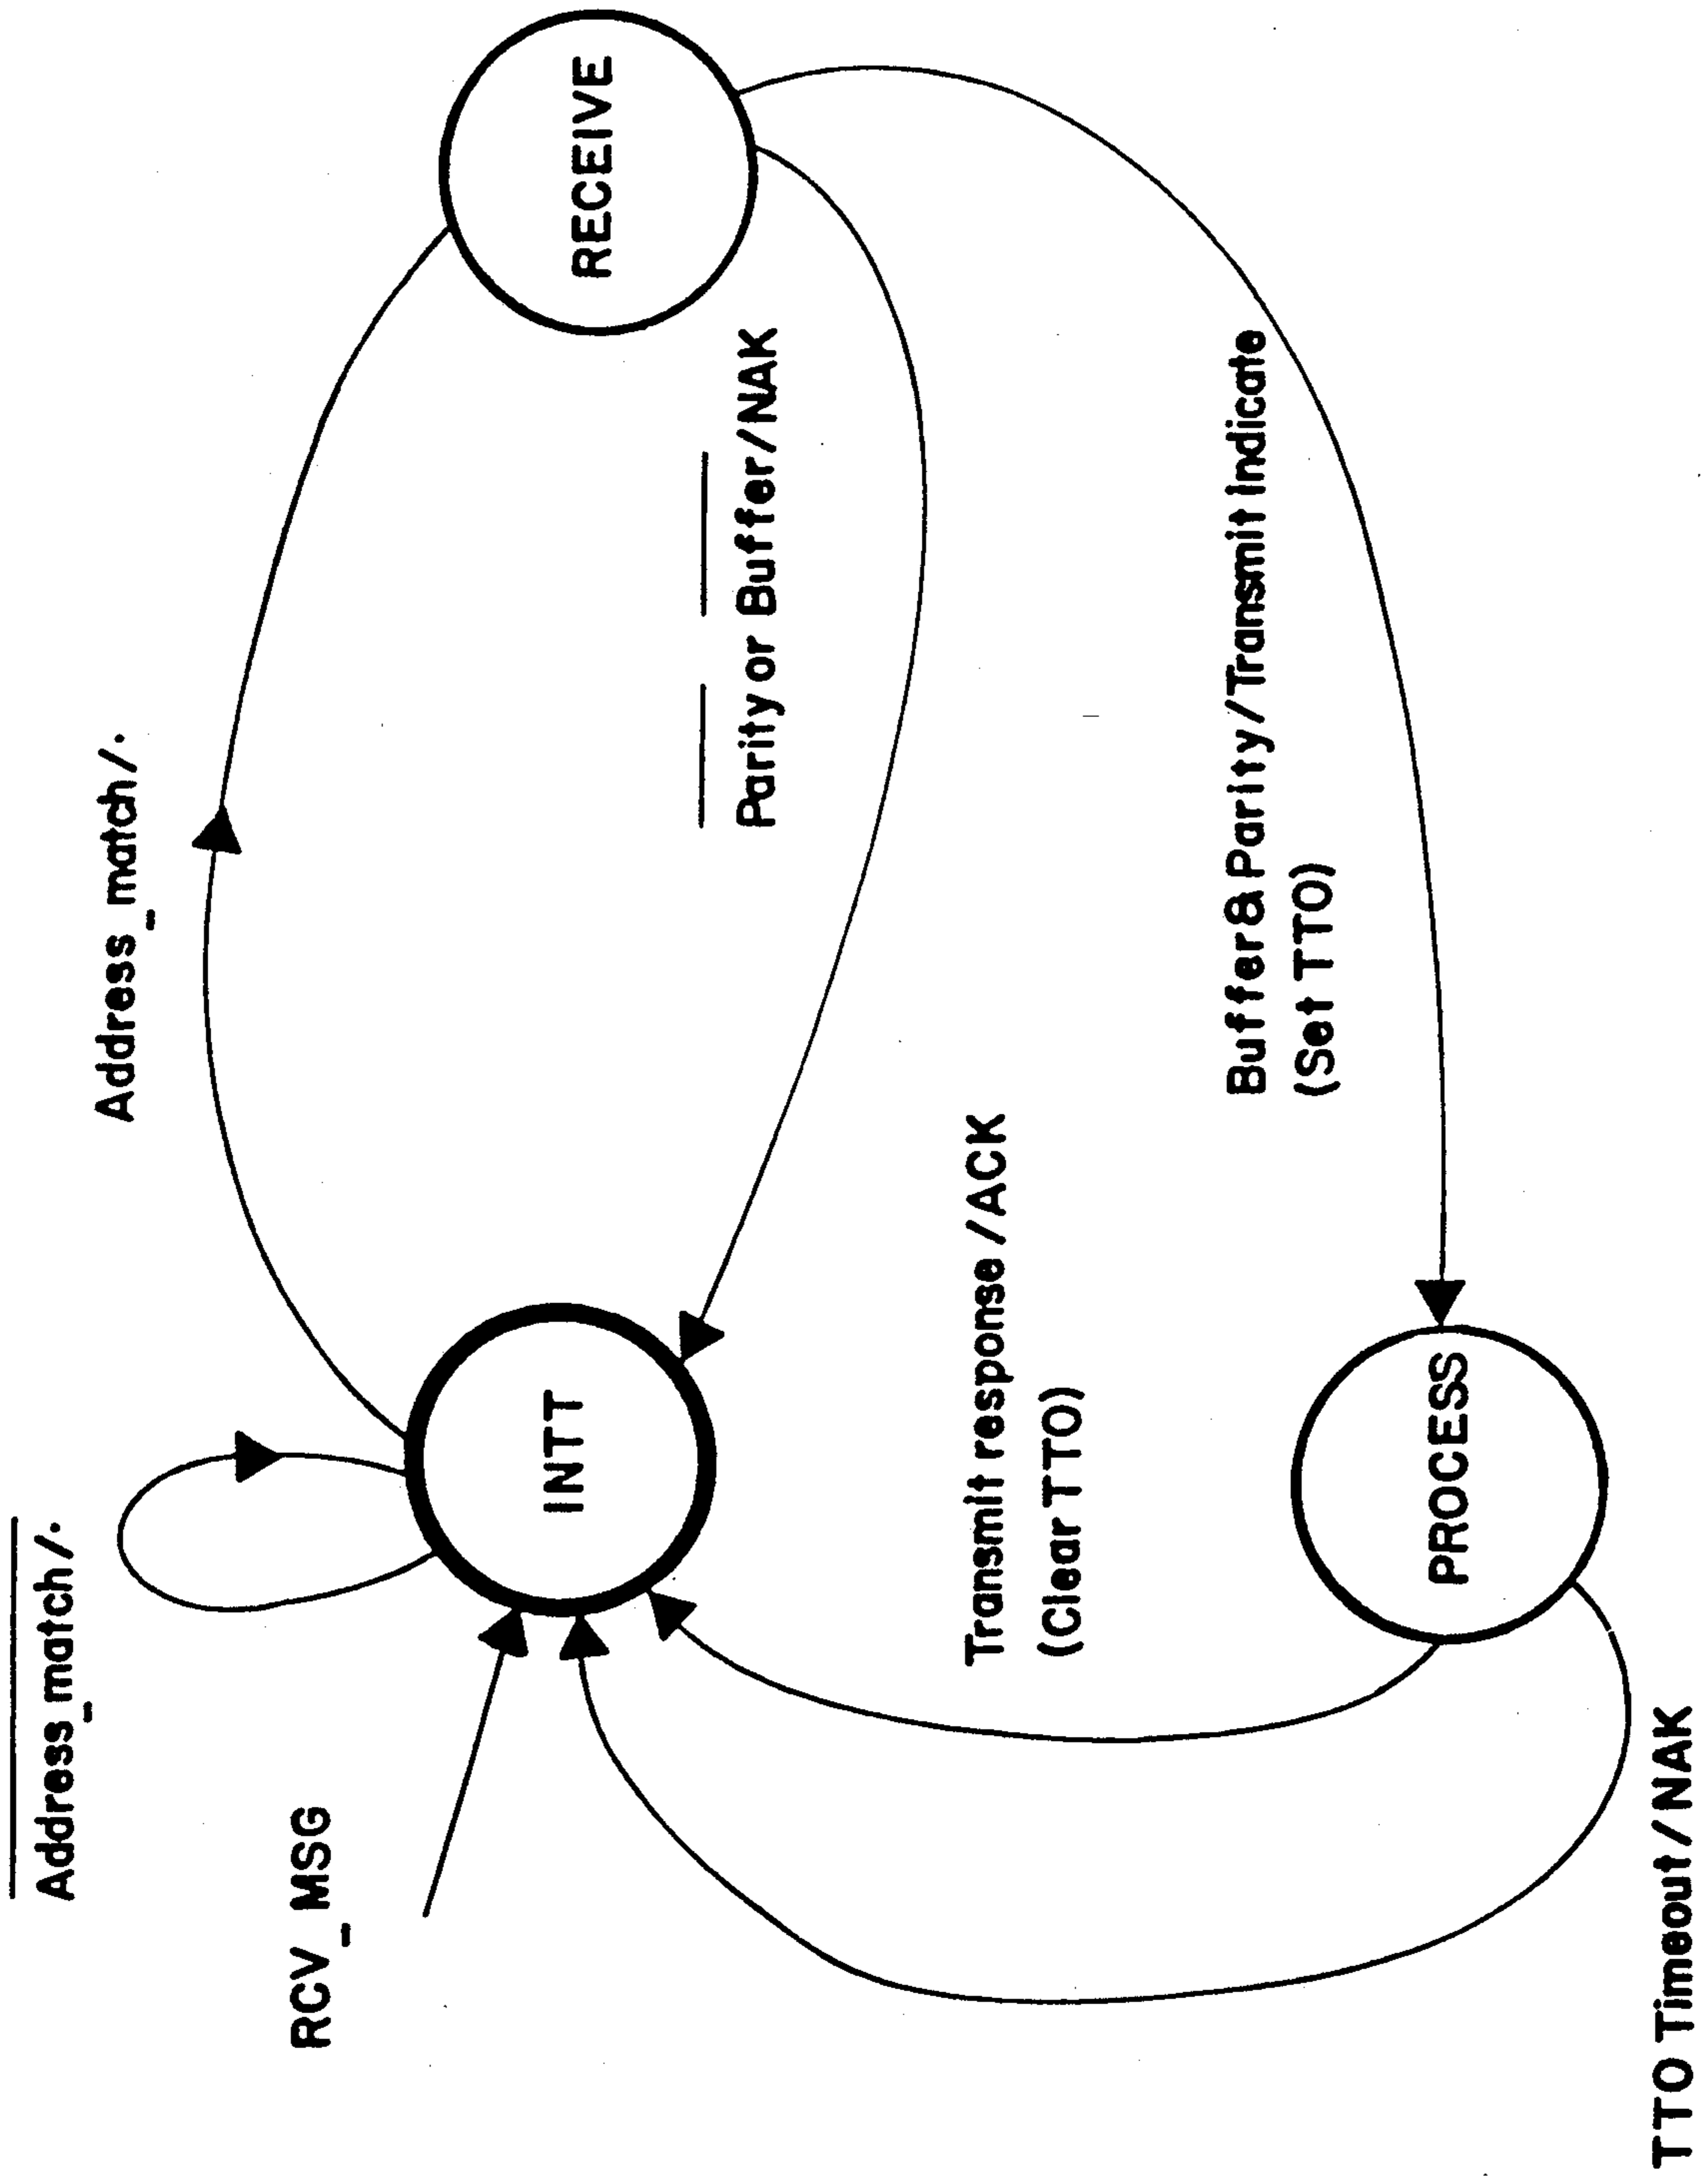 Address_match/·
Address_match/·
RCV_MSG
INTT
RECEIVE
Parity or Buffer/NAK
Transmit response/ACK
(Clear TTO)
Buffer&Parity/Transmit Indicate
(Set TTO)
PROCESS
TTO Timeout/NAK